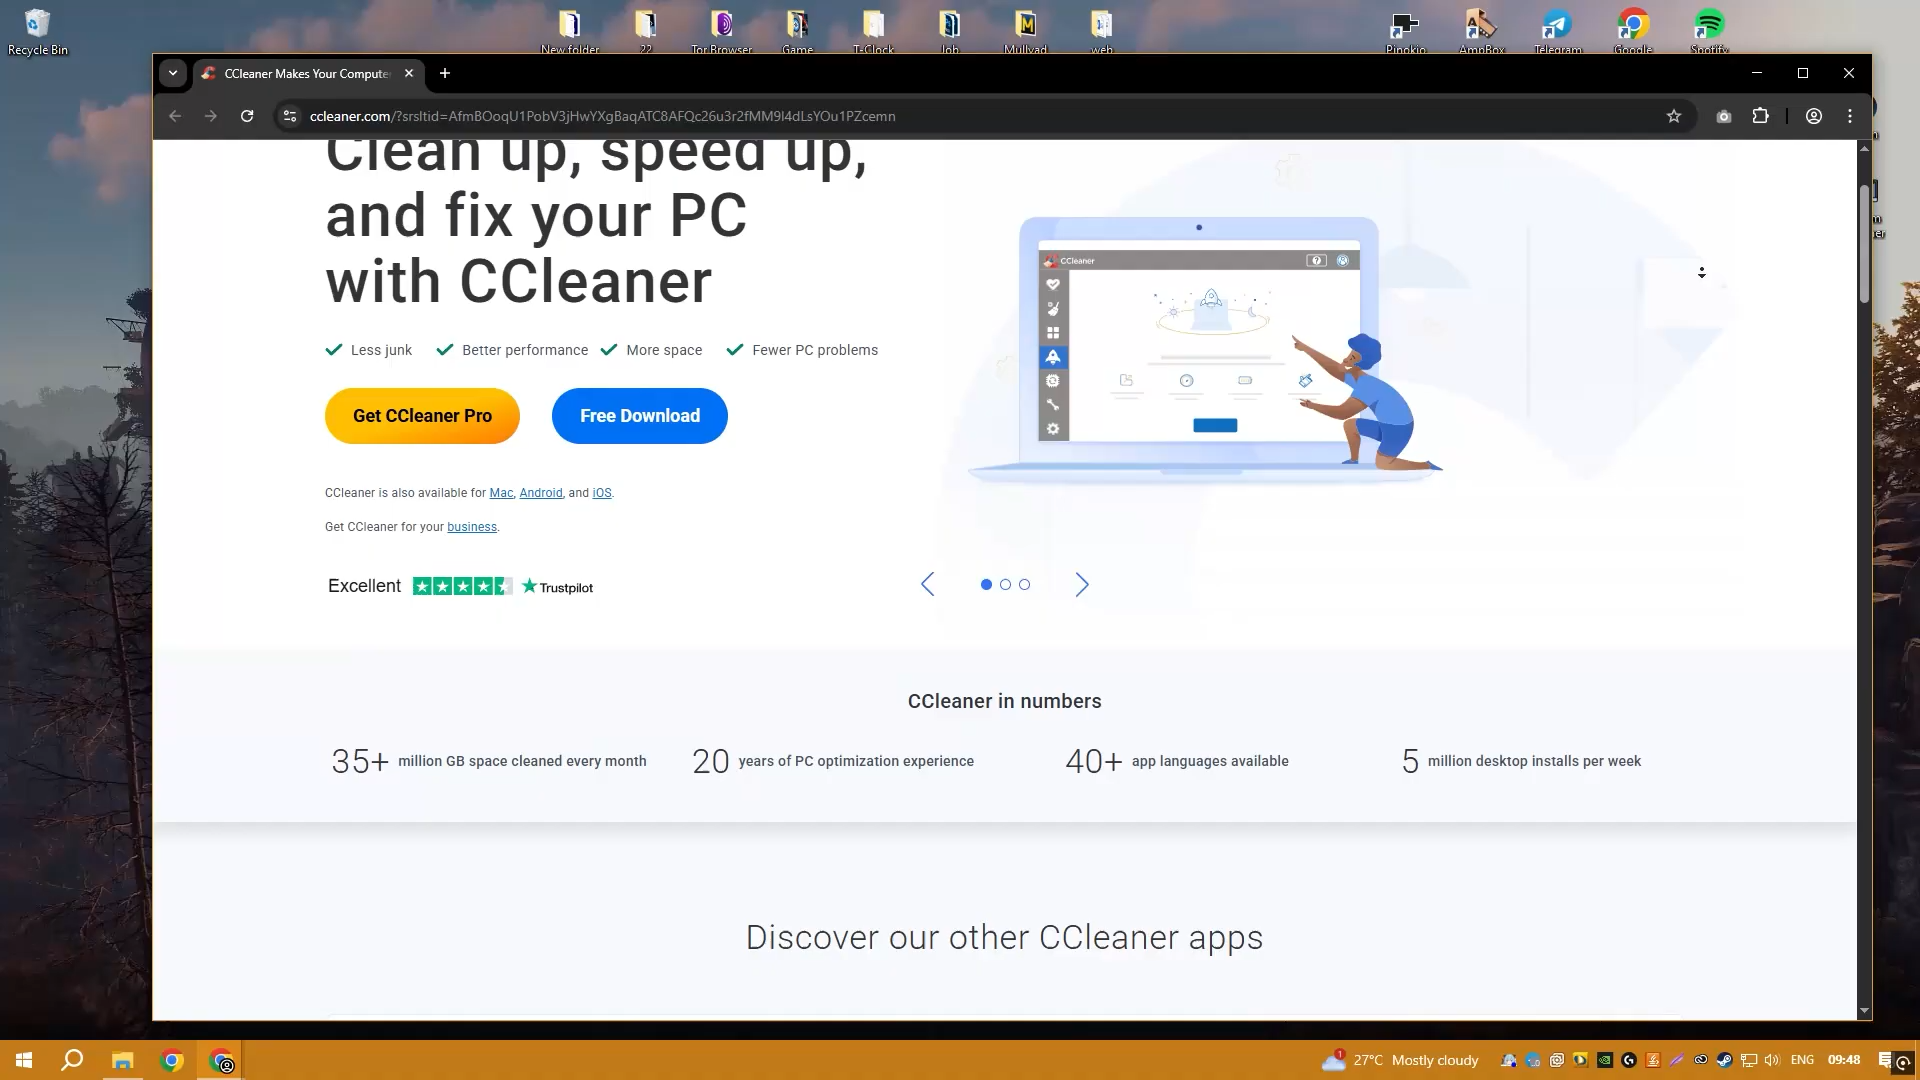 Recycle Bin
New folder
22
Tor Browser
Game
T-Clock
Job
Mullvad
web
Pinokio
AmnBox
Telegram
Google
Spotify
CCleaner Makes Your Compute
ccleaner.com/?srsltid=AfmBOoqU1PobV3jHwYXgBaqATC8AFQc26u3r2fMM9I4dLsYOu1PZcemn
Clean up, speed up,
and fix your PC
with CCleaner
Less junk
Better performance
More space
Fewer PC problems
Get CCleaner Pro
Free Download
CCleaner is also available for Mac, Android, and iOS.
Get CCleaner for your business.
Excellent
Trustpilot
CCleaner
CCleaner in numbers
35+ million GB space cleaned every month
20 years of PC optimization experience
40+ app languages available
5 million desktop installs per week
Discover our other CCleaner apps
1
27°C Mostly cloudy
ENG
09:48